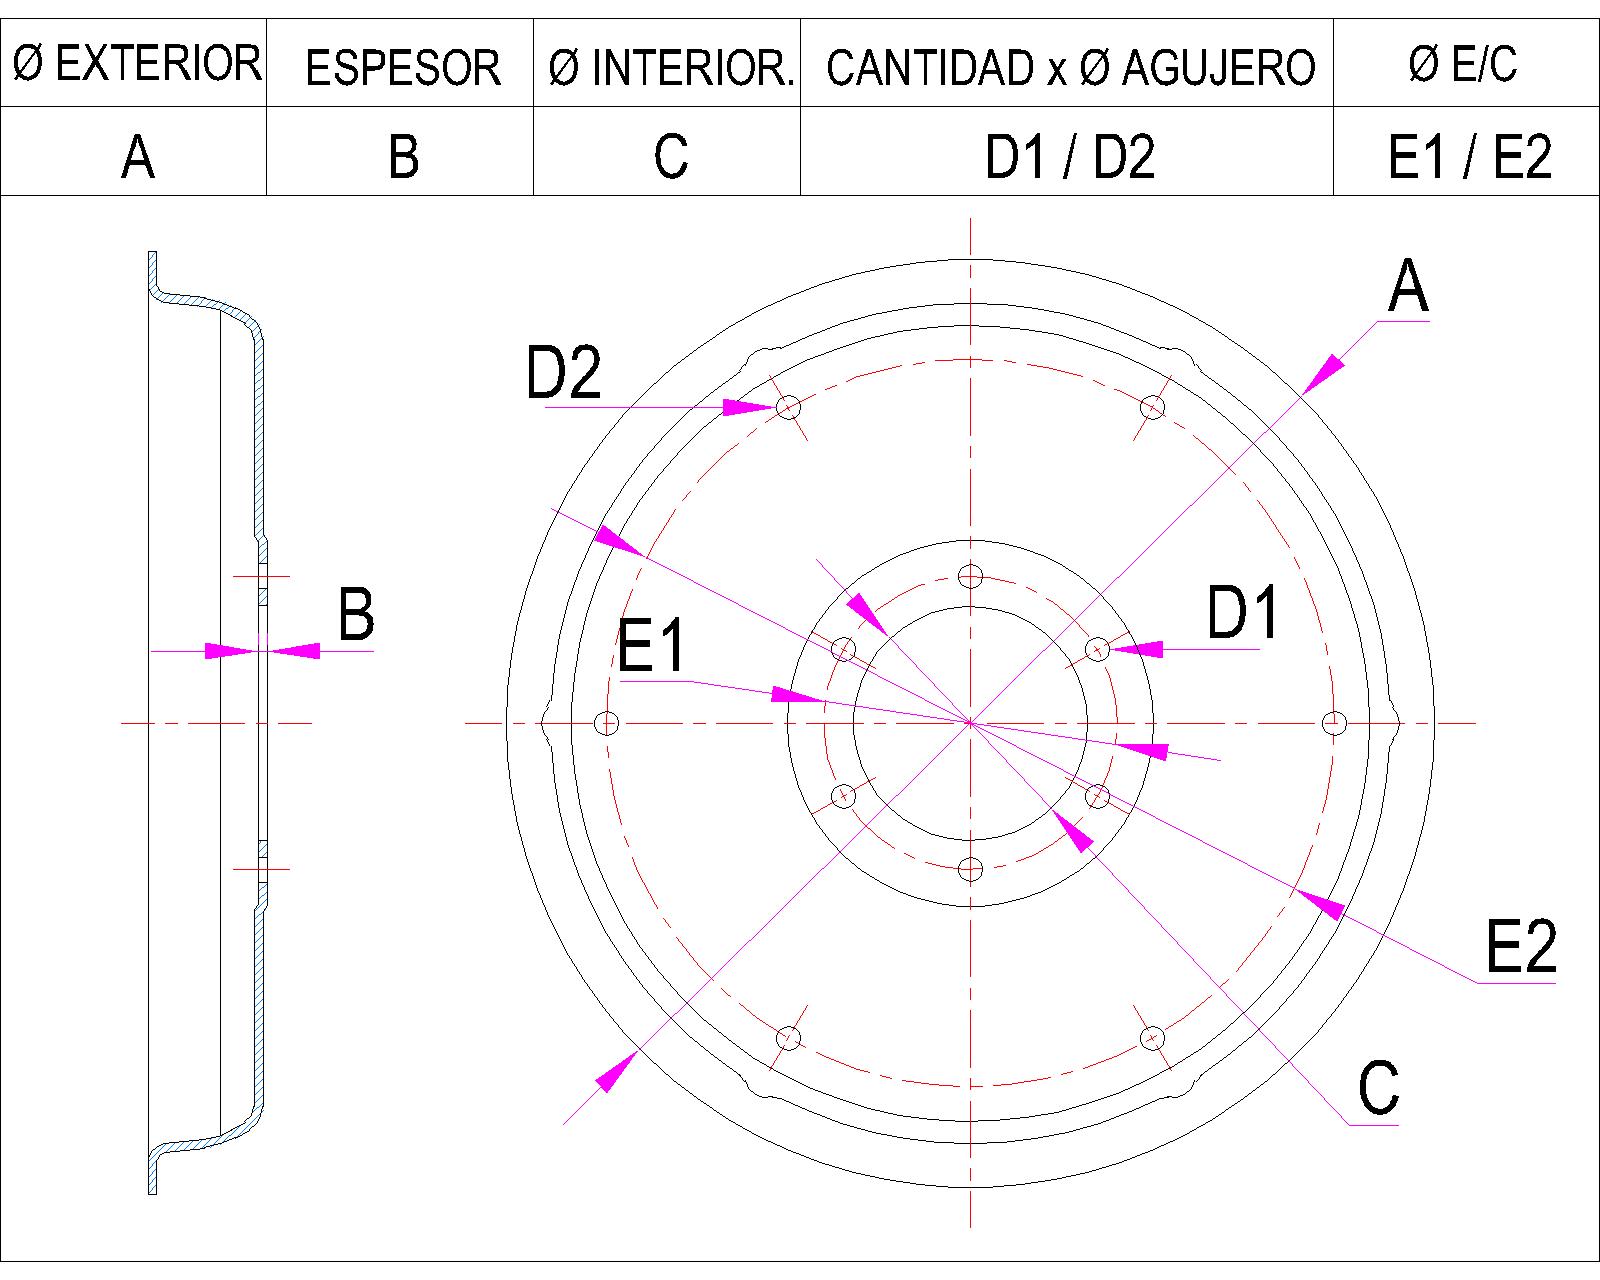 Ø EXTERIOR ESPESOR Ø INTERIOR. CANTIDAD x Ø AGUJERO Ø E/C
A B C D1 / D2 E1 / E2
A
D2
B
D1
E1
E2
C